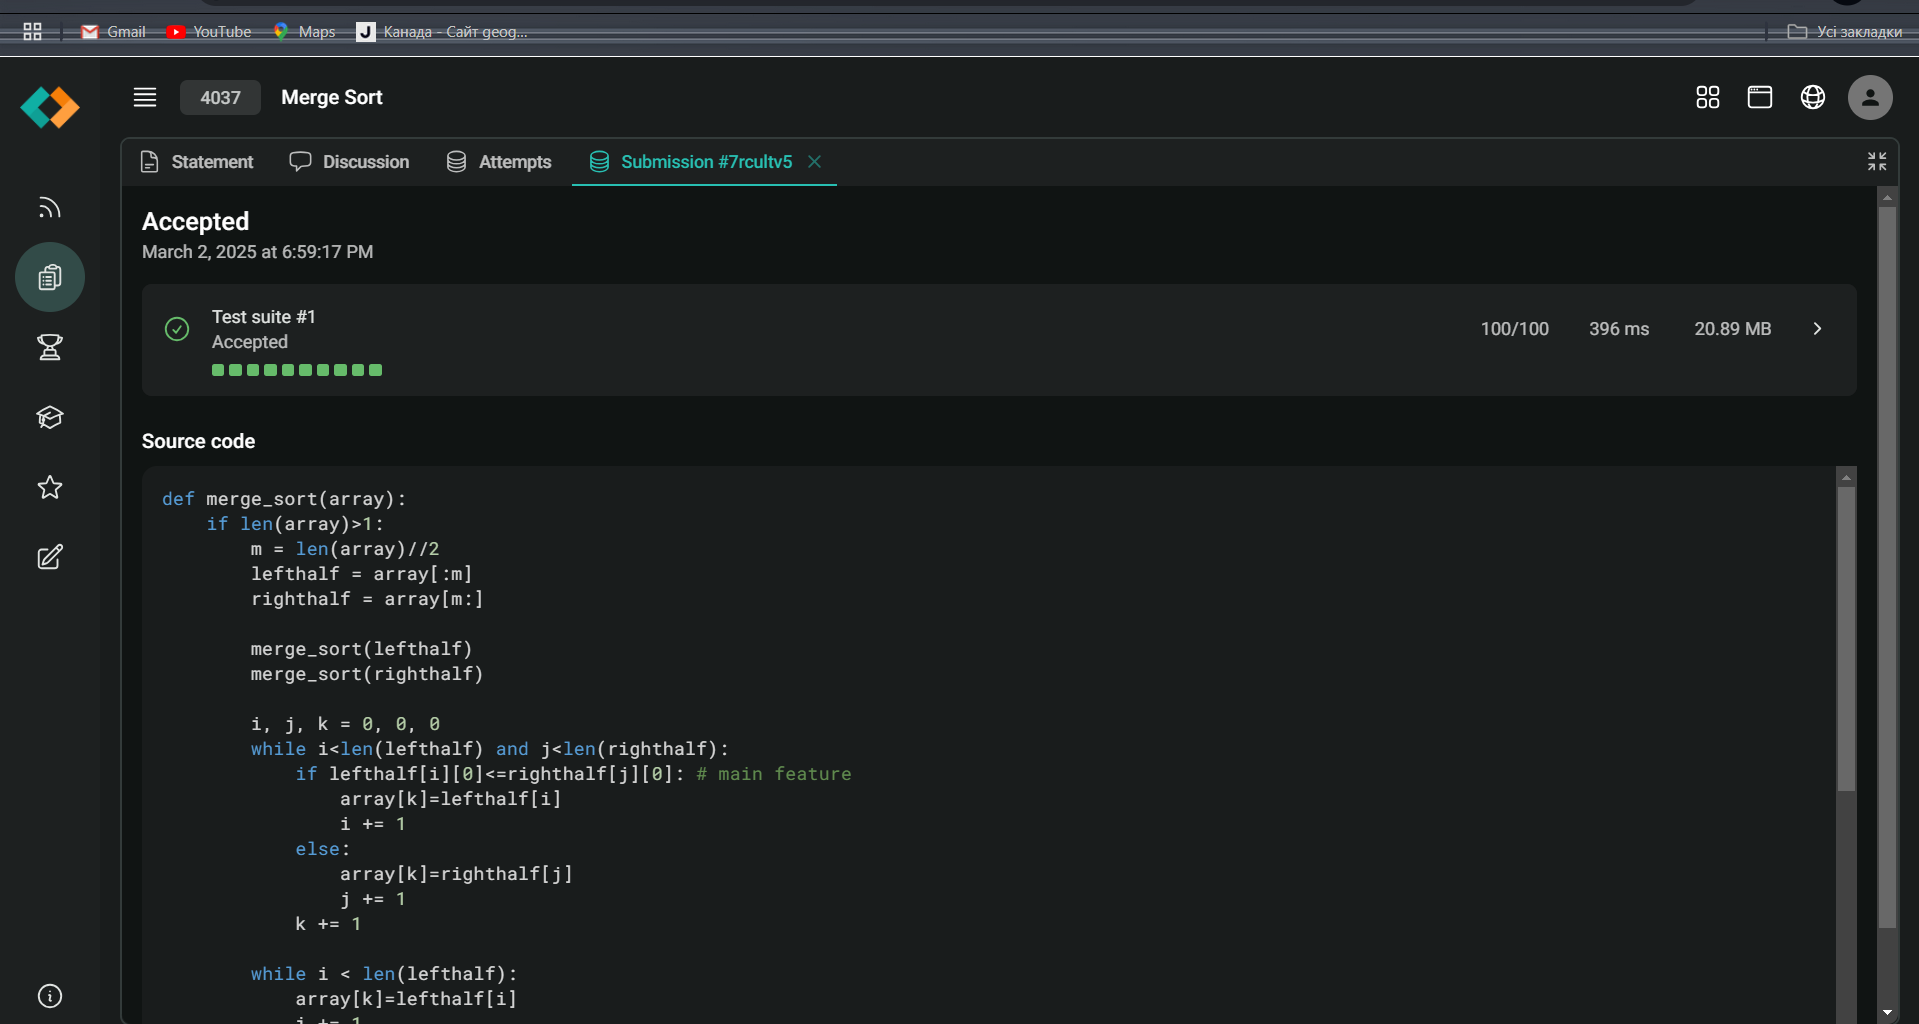 Gmail YouTube Maps Канада - Сайт geog... Усі закладки
4037 Merge Sort
Statement Discussion Attempts Submission #7rcultv5
Accepted
March 2, 2025 at 6:59:17 PM
Test suite #1
Accepted
100/100 396 ms 20.89 MB
Source code
def merge_sort(array):
    if len(array)>1:
        m = len(array)//2
        lefthalf = array[:m]
        righthalf = array[m:]

        merge_sort(lefthalf)
        merge_sort(righthalf)

        i, j, k = 0, 0, 0
        while i<len(lefthalf) and j<len(righthalf):
            if lefthalf[i][0]<=righthalf[j][0]: # main feature
                array[k]=lefthalf[i]
                i += 1
            else:
                array[k]=righthalf[j]
                j += 1
            k += 1

        while i < len(lefthalf):
            array[k]=lefthalf[i]
            i += 1